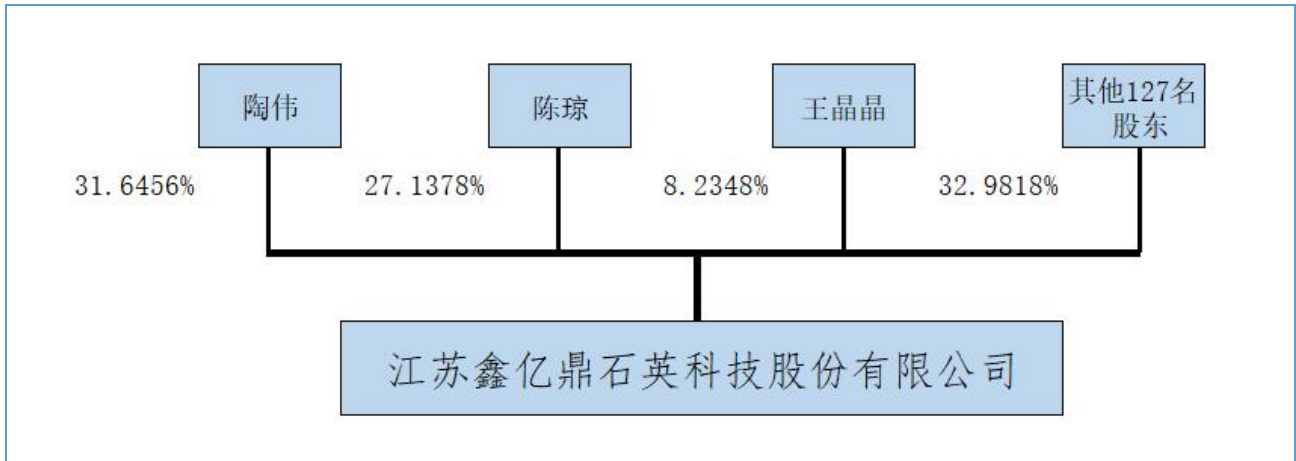 陶伟
陈琼
王晶晶
其他127名
股东
31.6456%
27.1378%
8.2348%
32.9818%
江苏鑫亿鼎石英科技股份有限公司